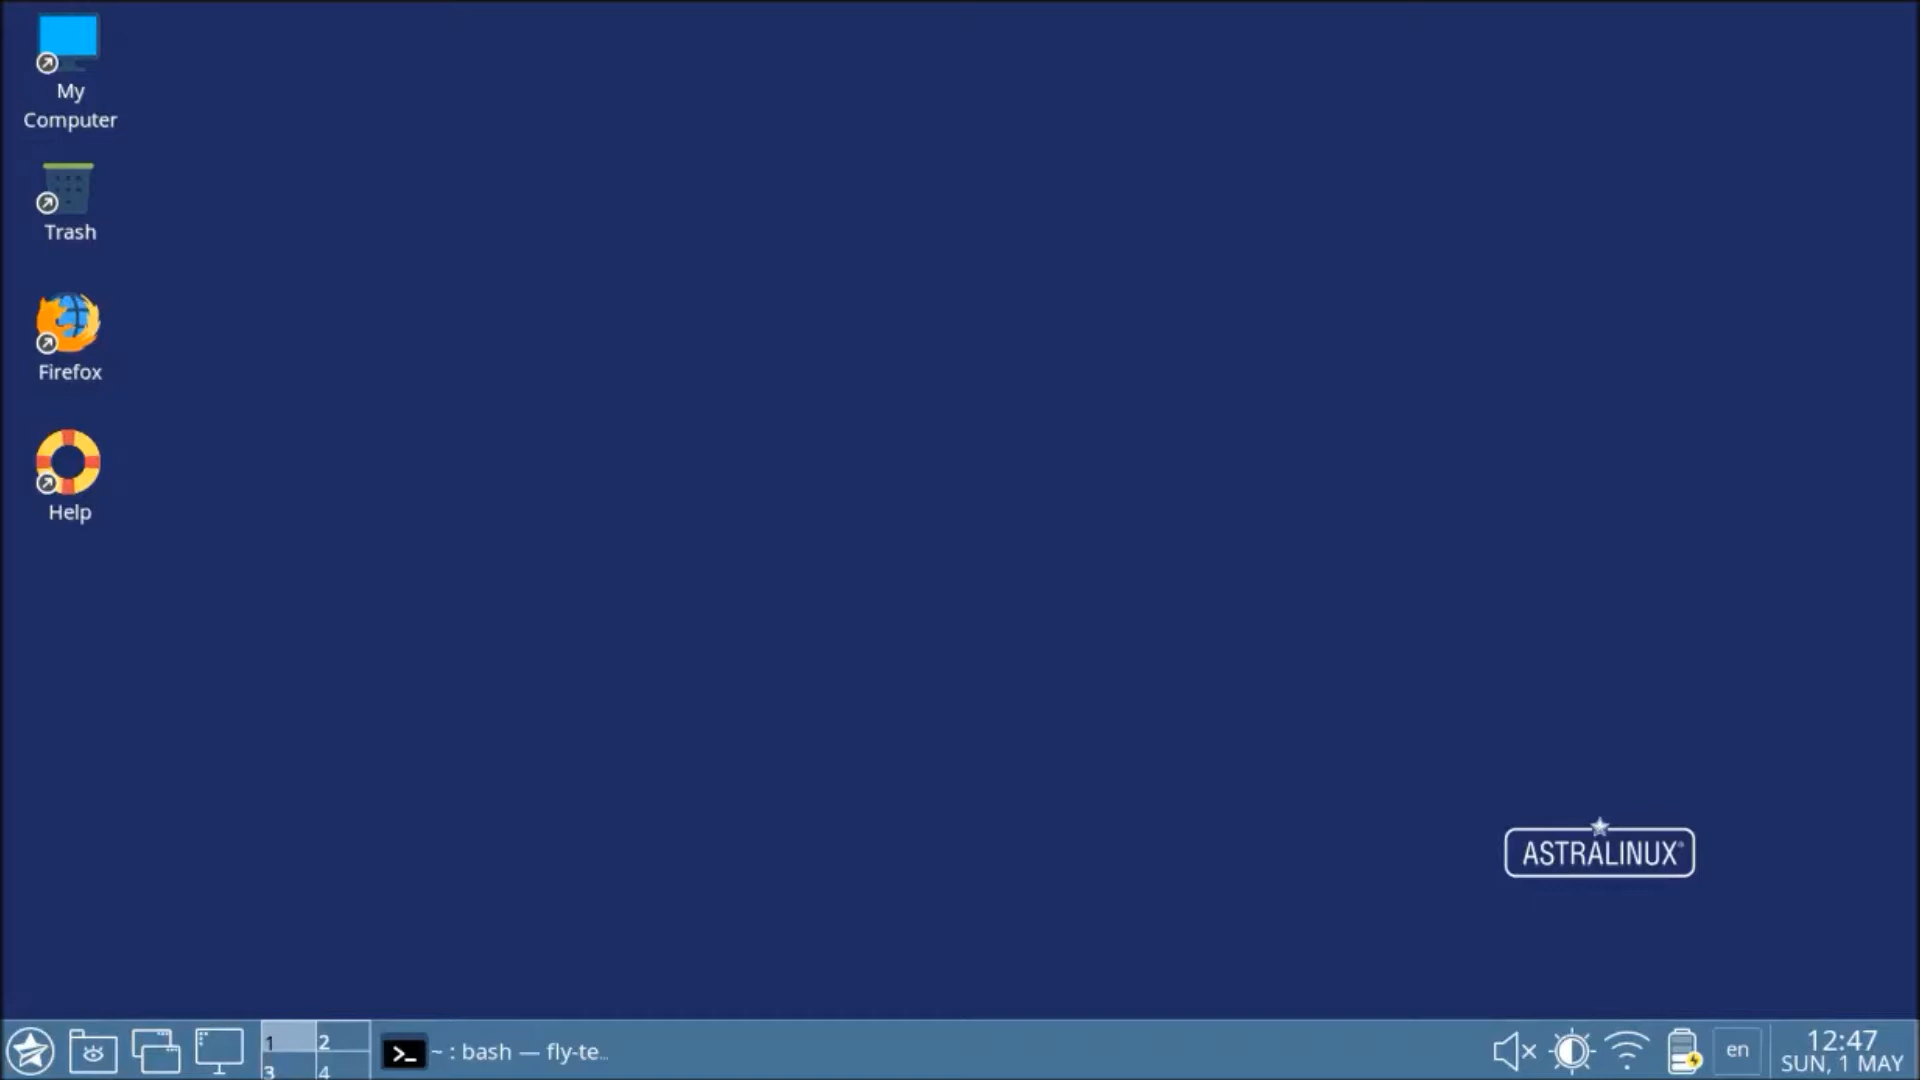 My
Computer
Trash
Firefox
Help
ASTRALINUX®
1 2
3 4
~ : bash — fly-te...
en
12:47
SUN, 1 MAY